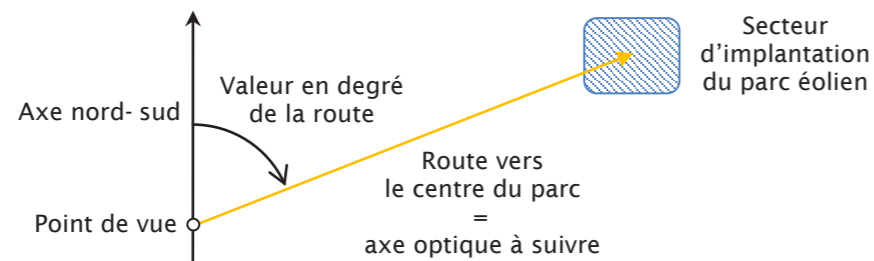 Secteur
d’implantation
du parc éolien
Valeur en degré
de la route
Axe nord- sud
Route vers
le centre du parc
=
axe optique à suivre
Point de vue